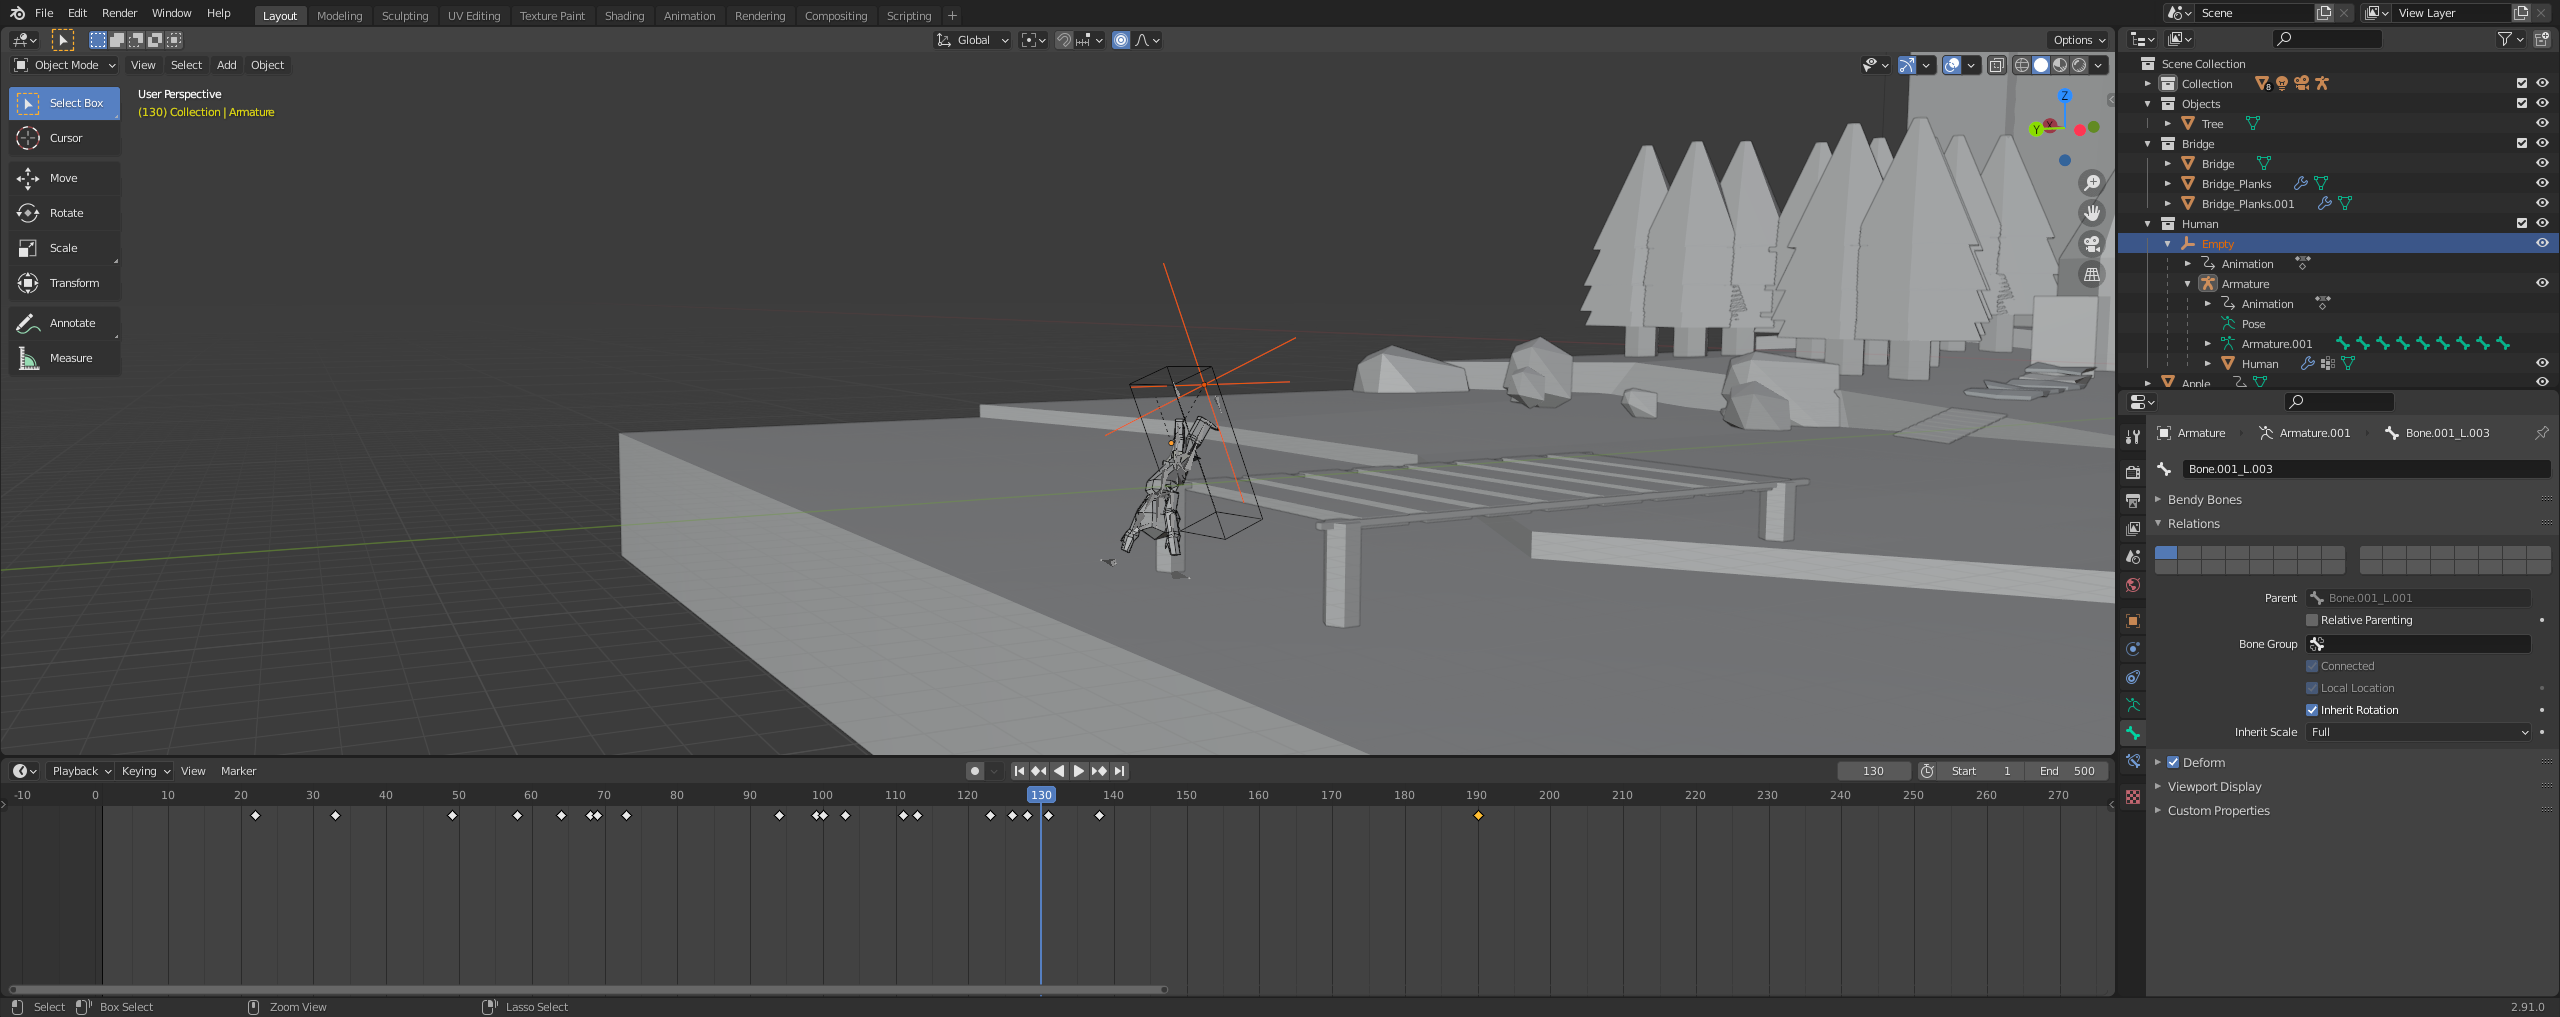 File Edit Render Window Help Layout Modeling Sculpting UV Editing Texture Paint Shading Animation Rendering Compositing Scripting + Scene View Layer
Global Options
Object Mode View Select Add Object
Select Box
Cursor
Move
Rotate
Scale
Transform
Annotate
Measure
User Perspective
(130) Collection | Armature
Z
Y
X
Scene Collection
Collection 8
Objects
Tree
Bridge
Bridge
Bridge_Planks
Bridge_Planks.001
Human
Empty
Animation
Armature
Animation
Pose
Armature.001
Human
Apple
Armature Armature.001 Bone.001_L.003
Bone.001_L.003
Bendy Bones
Relations
Parent Bone.001_L.001
Relative Parenting
Bone Group
Connected
Local Location
Inherit Rotation
Inherit Scale Full
Deform
Viewport Display
Custom Properties
Playback Keying View Marker 130 Start 1 End 500
-10 0 10 20 30 40 50 60 70 80 90 100 110 120 130 140 150 160 170 180 190 200 210 220 230 240 250 260 270
Select Box Select Zoom View Lasso Select 2.91.0